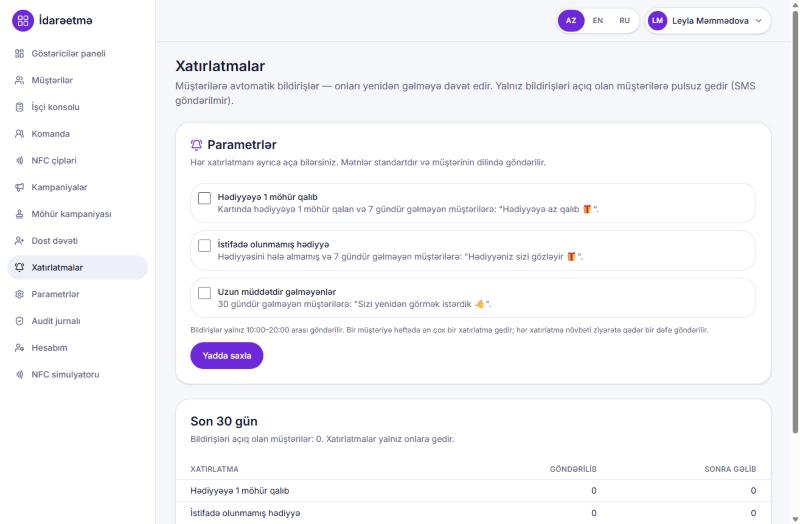 İdarəetmə
AZ EN RU
LM Leyla Məmmədova
Göstəricilər paneli
Müştərilər
İşçi konsolu
Komanda
NFC çipləri
Kampaniyalar
Möhür kampaniyası
Dost dəvəti
Xatırlatmalar
Parametrlər
Audit jurnalı
Hesabım
NFC simulyatoru
Xatırlatmalar
Müştərilərə avtomatik bildirişlər — onları yenidən gəlməyə dəvət edir. Yalnız bildirişləri açıq olan müştərilərə pulsuz gedir (SMS
göndərilmir).
Parametrlər
Hər xatırlatmanı ayrıca aça bilərsiniz. Mətnlər standartdır və müştərinin dilində göndərilir.
Hədiyyəyə 1 möhür qalıb
Kartında hədiyyəyə 1 möhür qalan və 7 gündür gəlməyən müştərilərə: "Hədiyyəyə az qalıb 🎁".
İstifadə olunmamış hədiyyə
Hədiyyəsini hələ almamış və 7 gündür gəlməyən müştərilərə: "Hədiyyəniz sizi gözləyir 🎁".
Uzun müddətdir gəlməyənlər
30 gündür gəlməyən müştərilərə: "Sizi yenidən görmək istərdik 👋".
Bildirişlər yalnız 10:00–20:00 arası göndərilir. Bir müştəriyə həftədə ən çox bir xatırlatma gedir; hər xatırlatma növbəti ziyarətə qədər bir dəfə göndərilir.
Yadda saxla
Son 30 gün
Bildirişləri açıq olan müştərilər: 0. Xatırlatmalar yalnız onlara gedir.
XATIRLATMA GÖNDƏRİLİB SONRA GƏLİB
Hədiyyəyə 1 möhür qalıb 0 0
İstifadə olunmamış hədiyyə 0 0